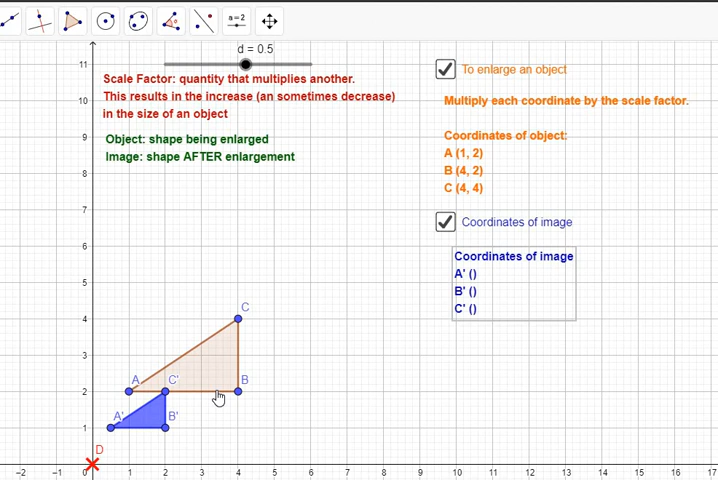 a=2
d = 0.5
Scale Factor: quantity that multiplies another.
This results in the increase (an sometimes decrease)
in the size of an object
Object: shape being enlarged
Image: shape AFTER enlargement
To enlarge an object
Multiply each coordinate by the scale factor.
Coordinates of object:
A (1, 2)
B (4, 2)
C (4, 4)
Coordinates of image
Coordinates of image
A' ()
B' ()
C' ()
11
10
9
8
7
6
5
4
3
2
1
C
A
C'
B
A'
B'
D
−2 −1 0 1 2 3 4 5 6 7 8 9 10 11 12 13 14 15 16 17